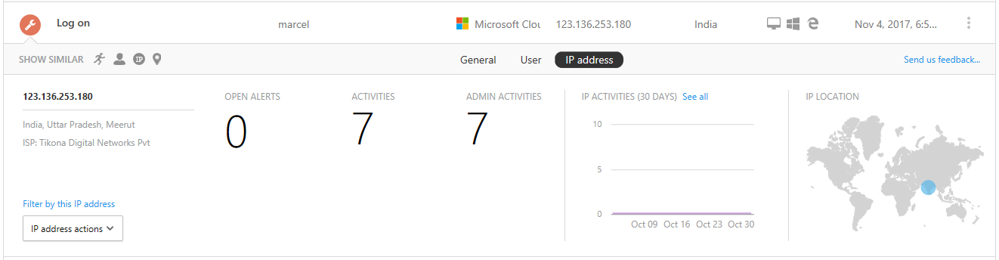 Log on marcel Microsoft Clou 123.136.253.180 India Nov 4, 2017, 6:5...
SHOW SIMILAR IP General User IP address Send us feedback...
123.136.253.180
India, Uttar Pradesh, Meerut
ISP: Tikona Digital Networks Pvt
Filter by this IP address
IP address actions
OPEN ALERTS
0
ACTIVITIES
7
ADMIN ACTIVITIES
7
IP ACTIVITIES (30 DAYS) See all
10
5
0
Oct 09 Oct 16 Oct 23 Oct 30
IP LOCATION